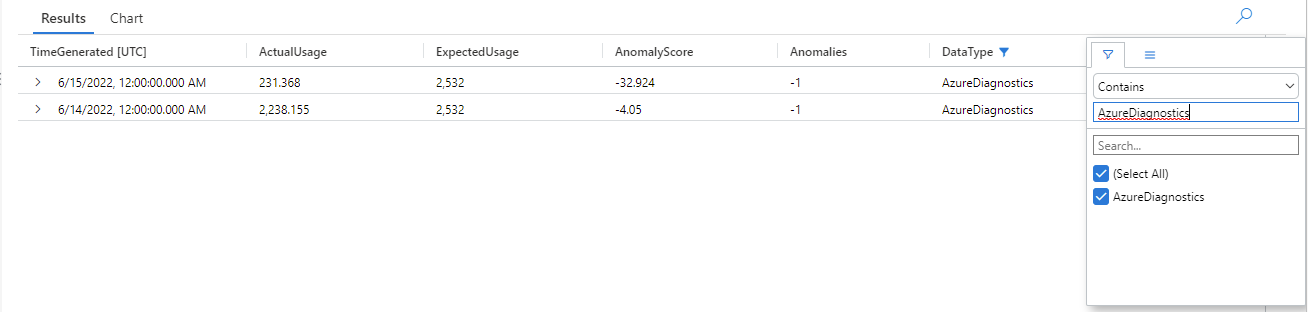 Results Chart
TimeGenerated [UTC] ActualUsage ExpectedUsage AnomalyScore Anomalies DataType
6/15/2022, 12:00:00.000 AM 231.368 2,532 -32.924 -1 AzureDiagnostics
6/14/2022, 12:00:00.000 AM 2,238.155 2,532 -4.05 -1 AzureDiagnostics
Contains
AzureDiagnostics
Search...
(Select All)
AzureDiagnostics